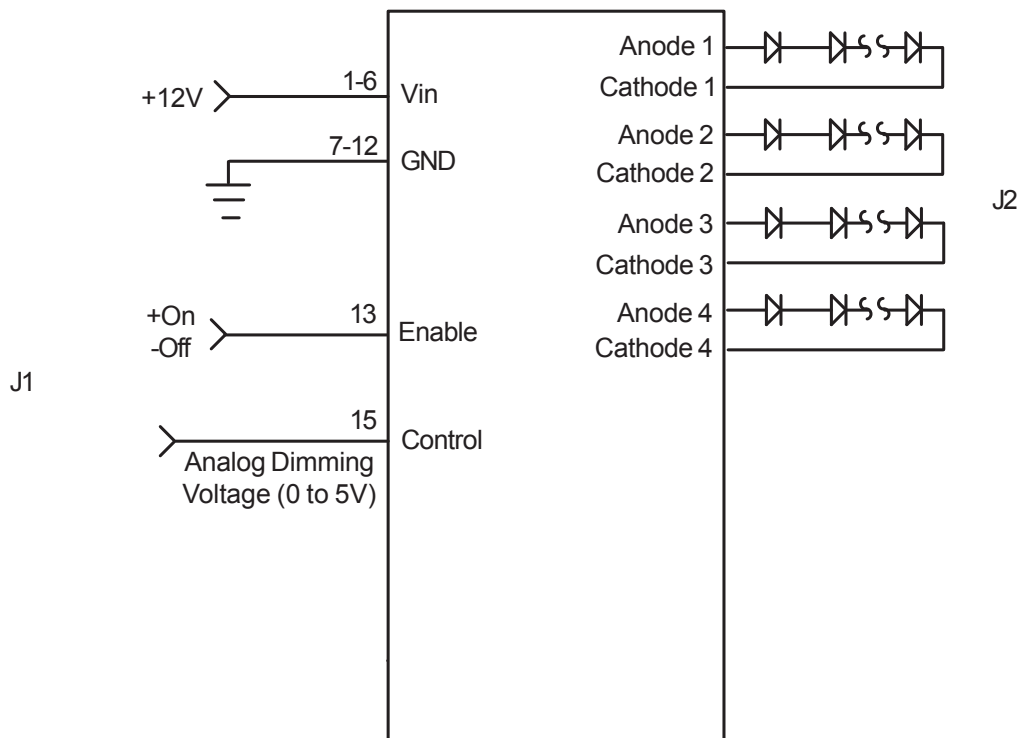 +12V
1-6
Vin
7-12
GND
+On
-Off
13
Enable
J1
15
Control
Analog Dimming
Voltage (0 to 5V)
Anode 1
Cathode 1
Anode 2
Cathode 2
Anode 3
Cathode 3
Anode 4
Cathode 4
J2